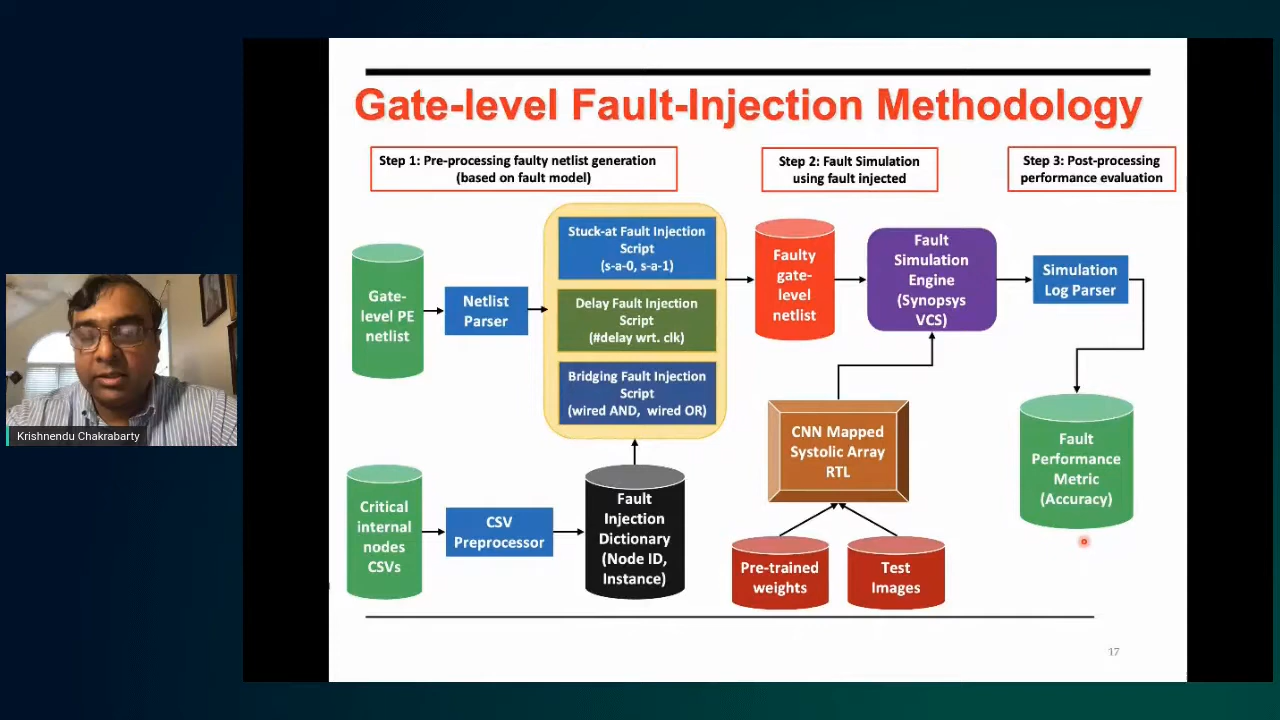 Gate-level Fault-Injection Methodology
Step 1: Pre-processing faulty netlist generation
(based on fault model)
Step 2: Fault Simulation
using fault injected
Step 3: Post-processing
performance evaluation
Gate-
level PE
netlist
Netlist
Parser
Stuck-at Fault Injection
Script
(s-a-0, s-a-1)
Delay Fault Injection
Script
(#delay wrt. clk)
Bridging Fault Injection
Script
(wired AND, wired OR)
Faulty
gate-
level
netlist
Fault
Simulation
Engine
(Synopsys
VCS)
Simulation
Log Parser
Critical
internal
nodes
CSVs
CSV
Preprocessor
Fault
Injection
Dictionary
(Node ID,
Instance)
CNN Mapped
Systolic Array
RTL
Pre-trained
weights
Test
Images
Fault
Performance
Metric
(Accuracy)
Krishnendu Chakrabarty
17